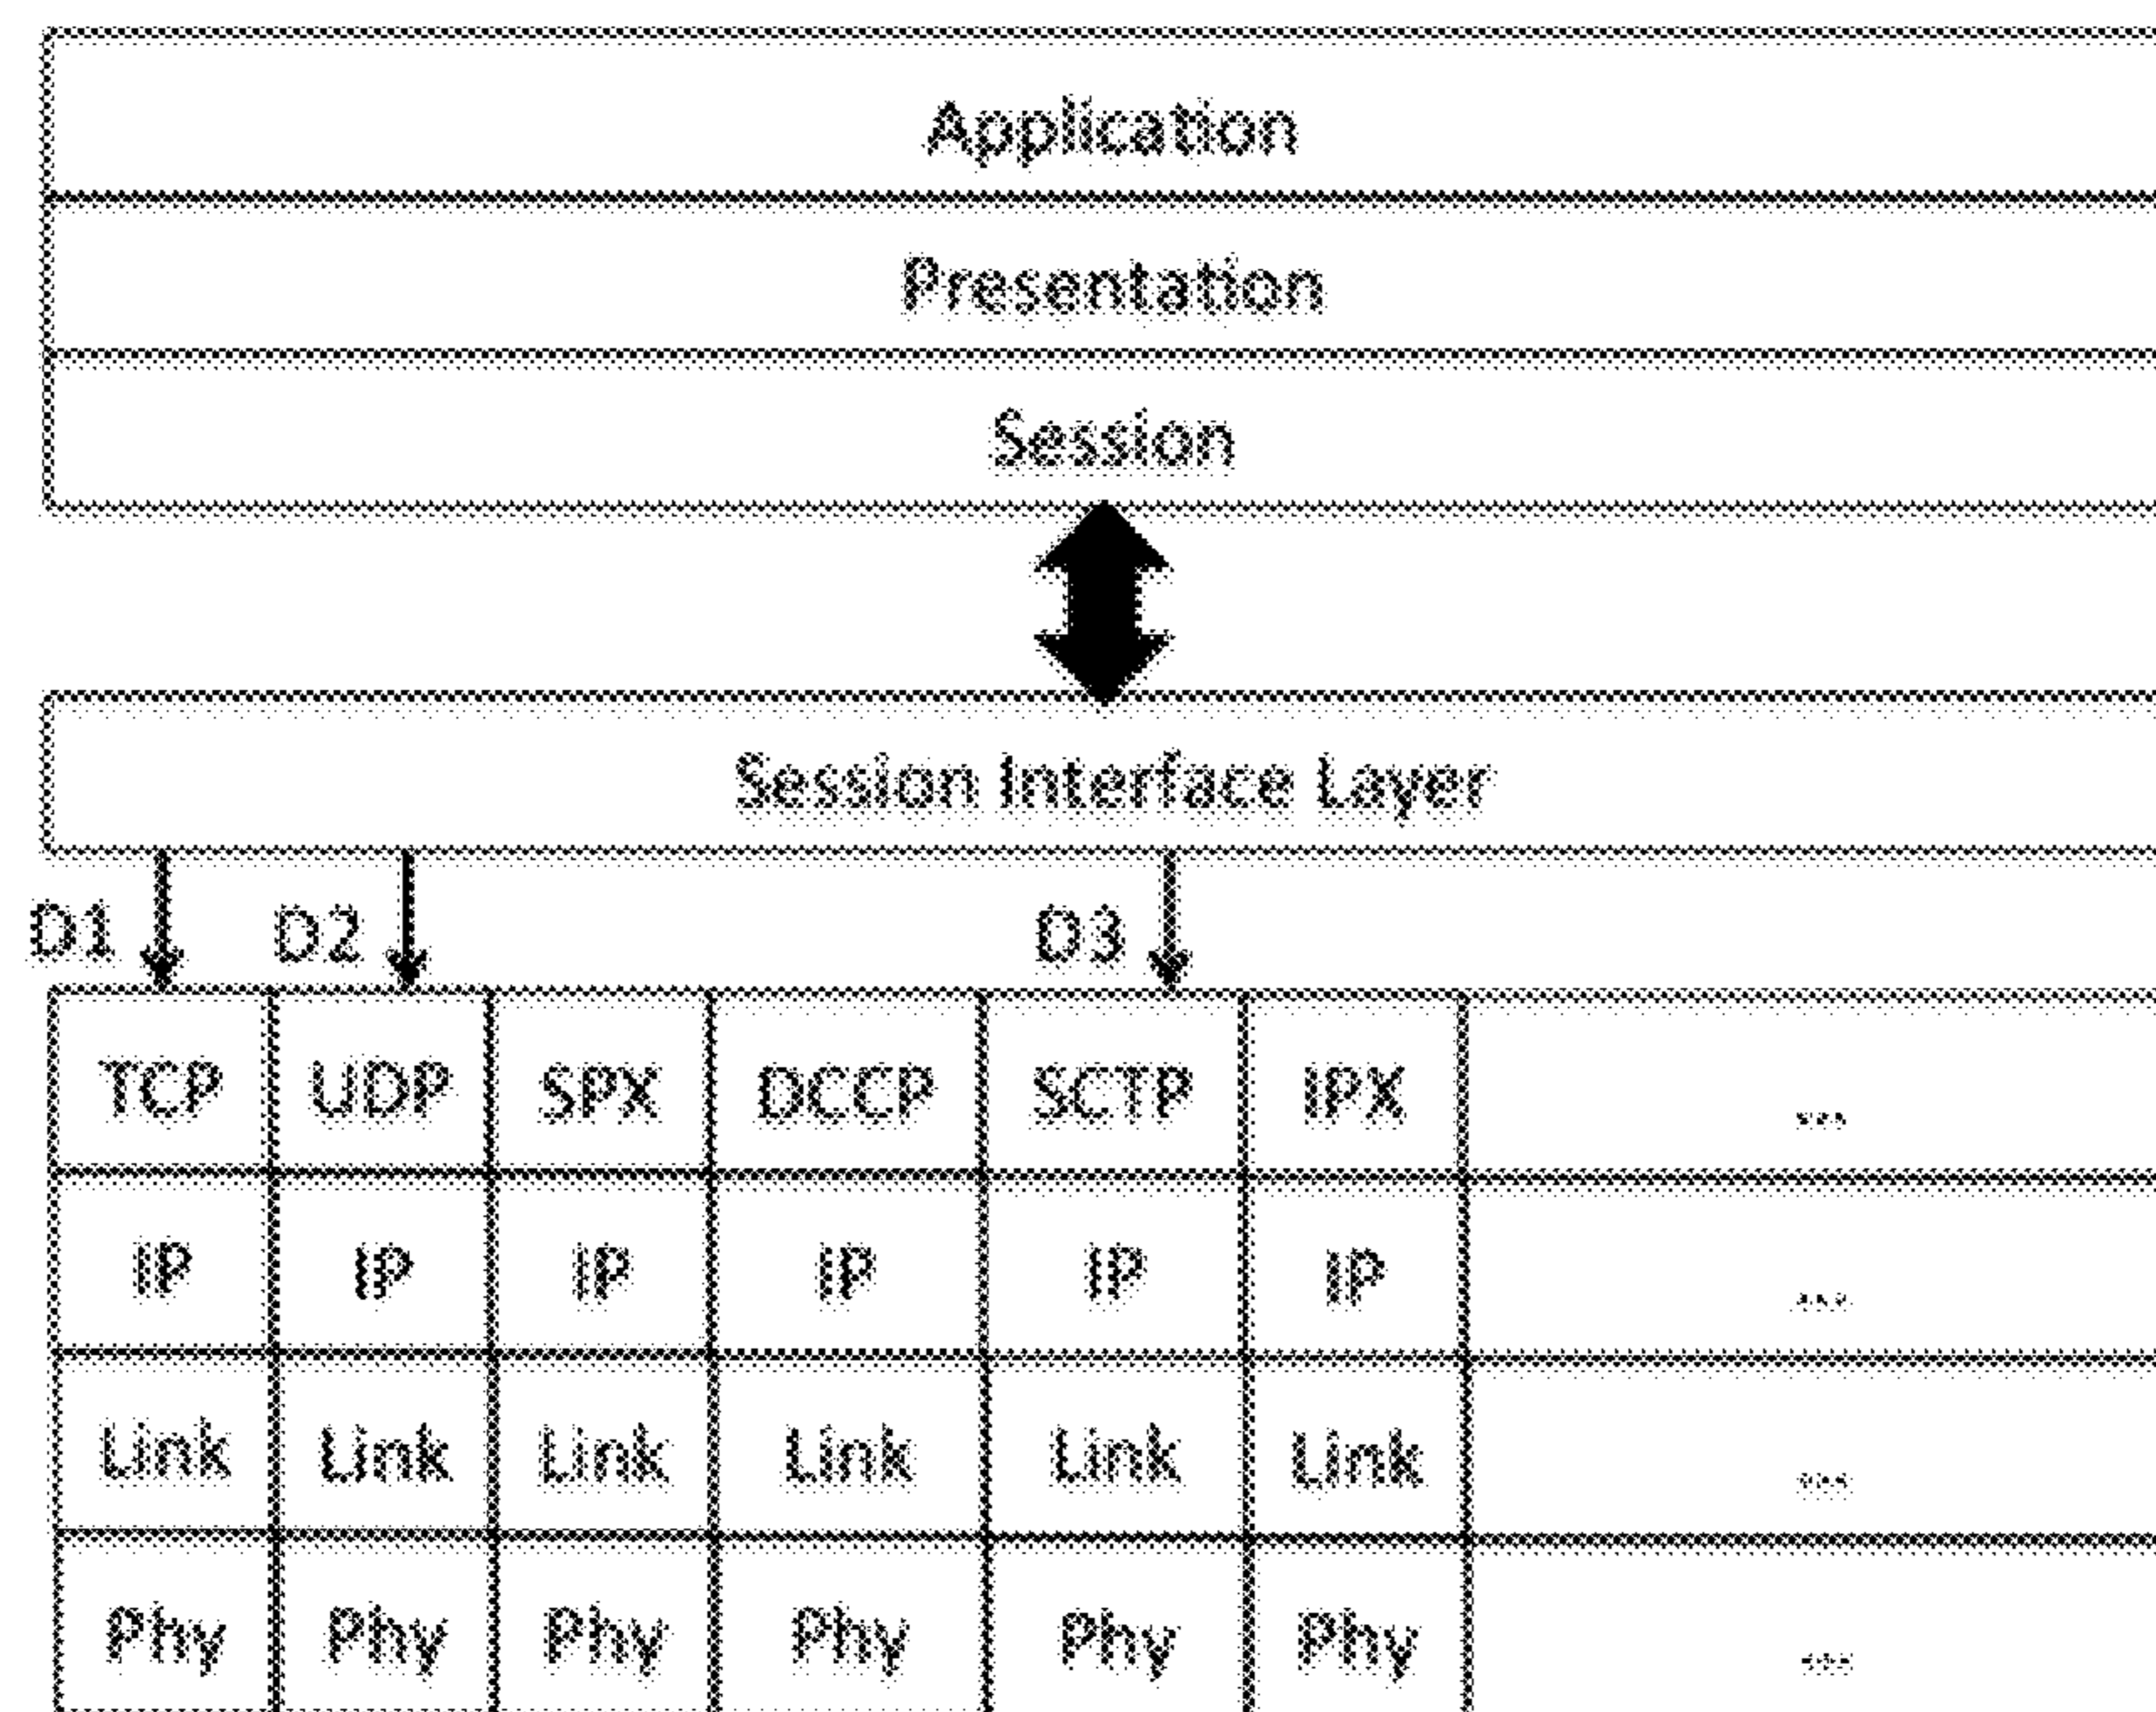 Application
Presentation
Session
Session Interface Layer
D1 D2 D3
TCP UDP SPX DCCP SCTP IPX ...
IP IP IP IP IP IP ...
Link Link Link Link Link Link ...
Phy Phy Phy Phy Phy Phy ...